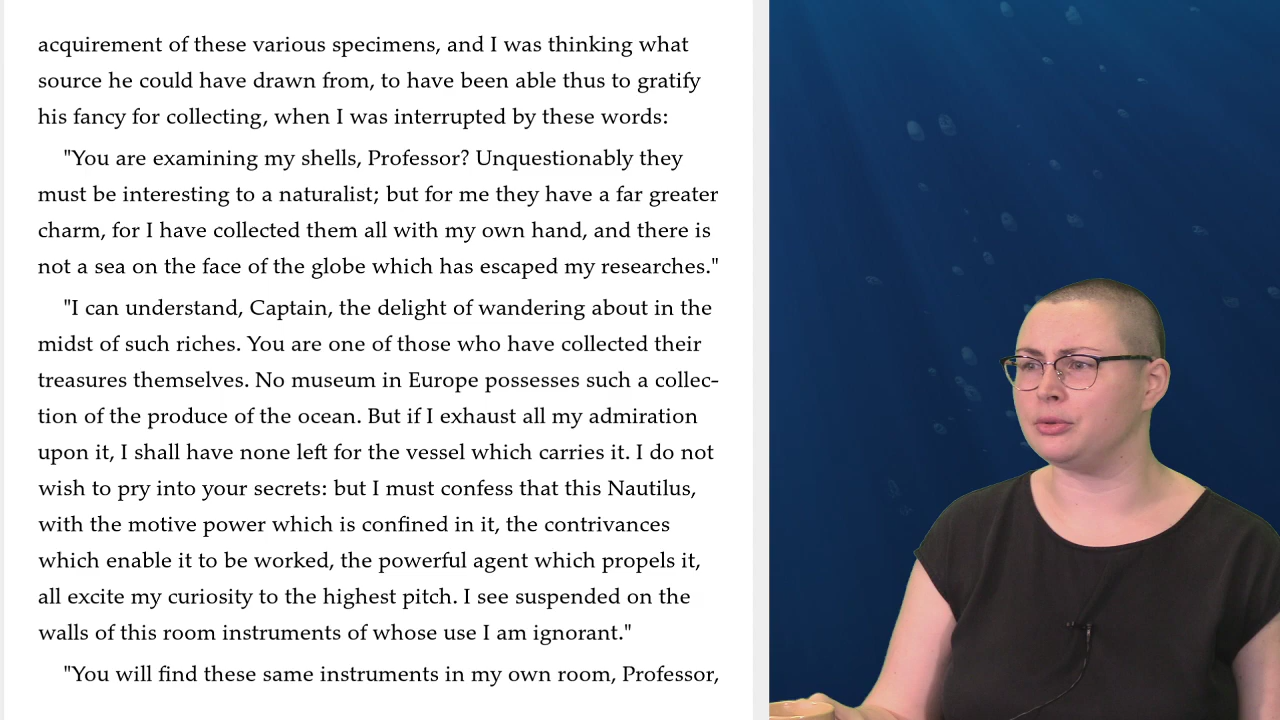 acquirement of these various specimens, and I was thinking what
source he could have drawn from, to have been able thus to gratify
his fancy for collecting, when I was interrupted by these words:
"You are examining my shells, Professor? Unquestionably they
must be interesting to a naturalist; but for me they have a far greater
charm, for I have collected them all with my own hand, and there is
not a sea on the face of the globe which has escaped my researches."
"I can understand, Captain, the delight of wandering about in the
midst of such riches. You are one of those who have collected their
treasures themselves. No museum in Europe possesses such a collec-
tion of the produce of the ocean. But if I exhaust all my admiration
upon it, I shall have none left for the vessel which carries it. I do not
wish to pry into your secrets: but I must confess that this Nautilus,
with the motive power which is confined in it, the contrivances
which enable it to be worked, the powerful agent which propels it,
all excite my curiosity to the highest pitch. I see suspended on the
walls of this room instruments of whose use I am ignorant."
"You will find these same instruments in my own room, Professor,